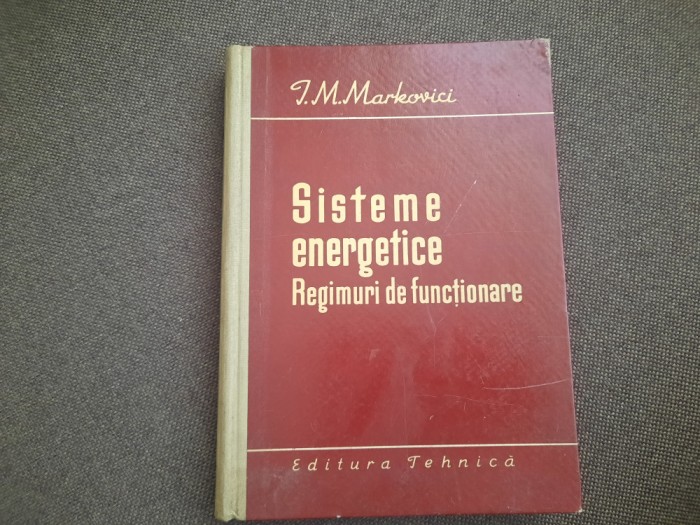 I.M.Markovici
Sisteme
energetice
Regimuri de funcționare
Editura Tehnică